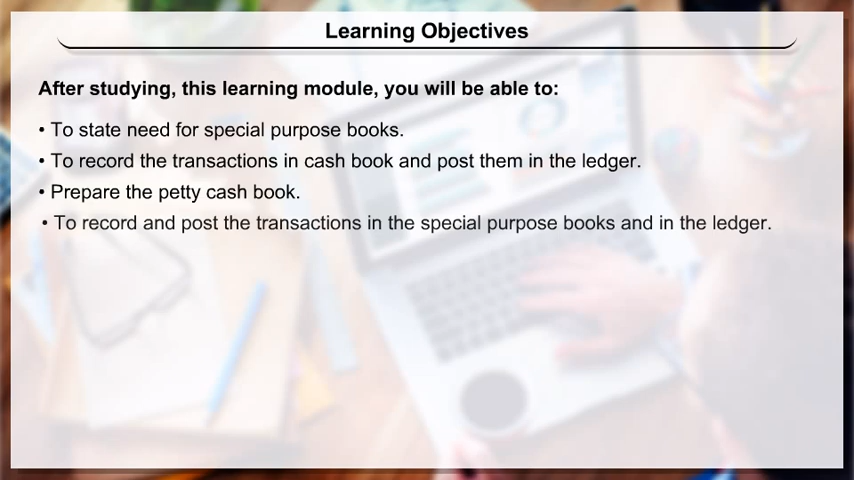 Learning Objectives
After studying, this learning module, you will be able to:
• To state need for special purpose books.
• To record the transactions in cash book and post them in the ledger.
• Prepare the petty cash book.
• To record and post the transactions in the special purpose books and in the ledger.